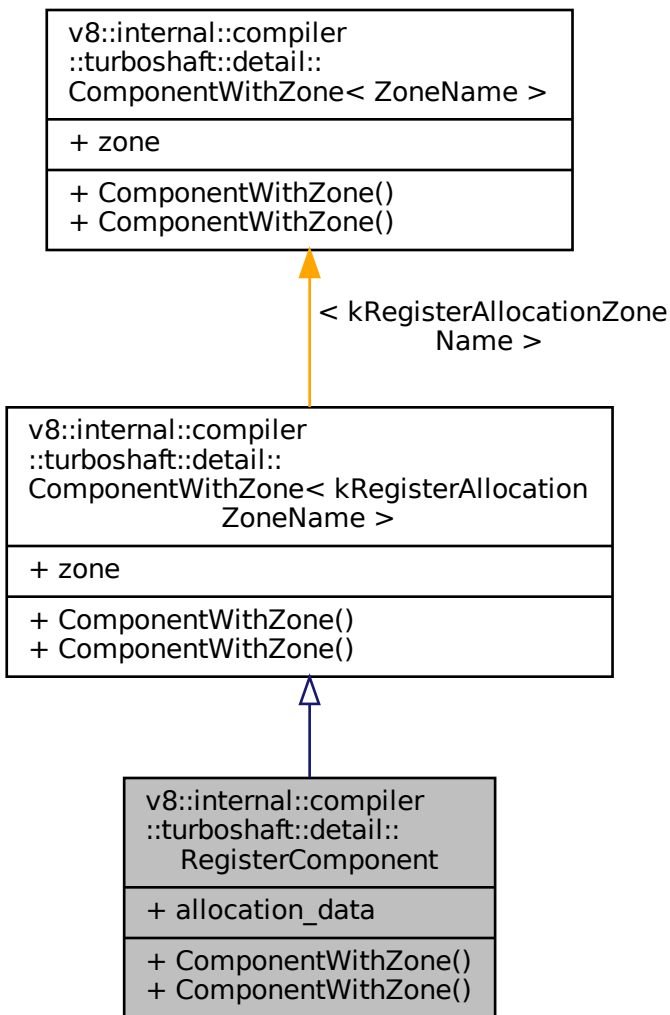 v8::internal::compiler
::turboshaft::detail::
ComponentWithZone< ZoneName >
+ zone
+ ComponentWithZone()
+ ComponentWithZone()
< kRegisterAllocationZone
Name >
v8::internal::compiler
::turboshaft::detail::
ComponentWithZone< kRegisterAllocation
ZoneName >
+ zone
+ ComponentWithZone()
+ ComponentWithZone()
v8::internal::compiler
::turboshaft::detail::
RegisterComponent
+ allocation_data
+ ComponentWithZone()
+ ComponentWithZone()